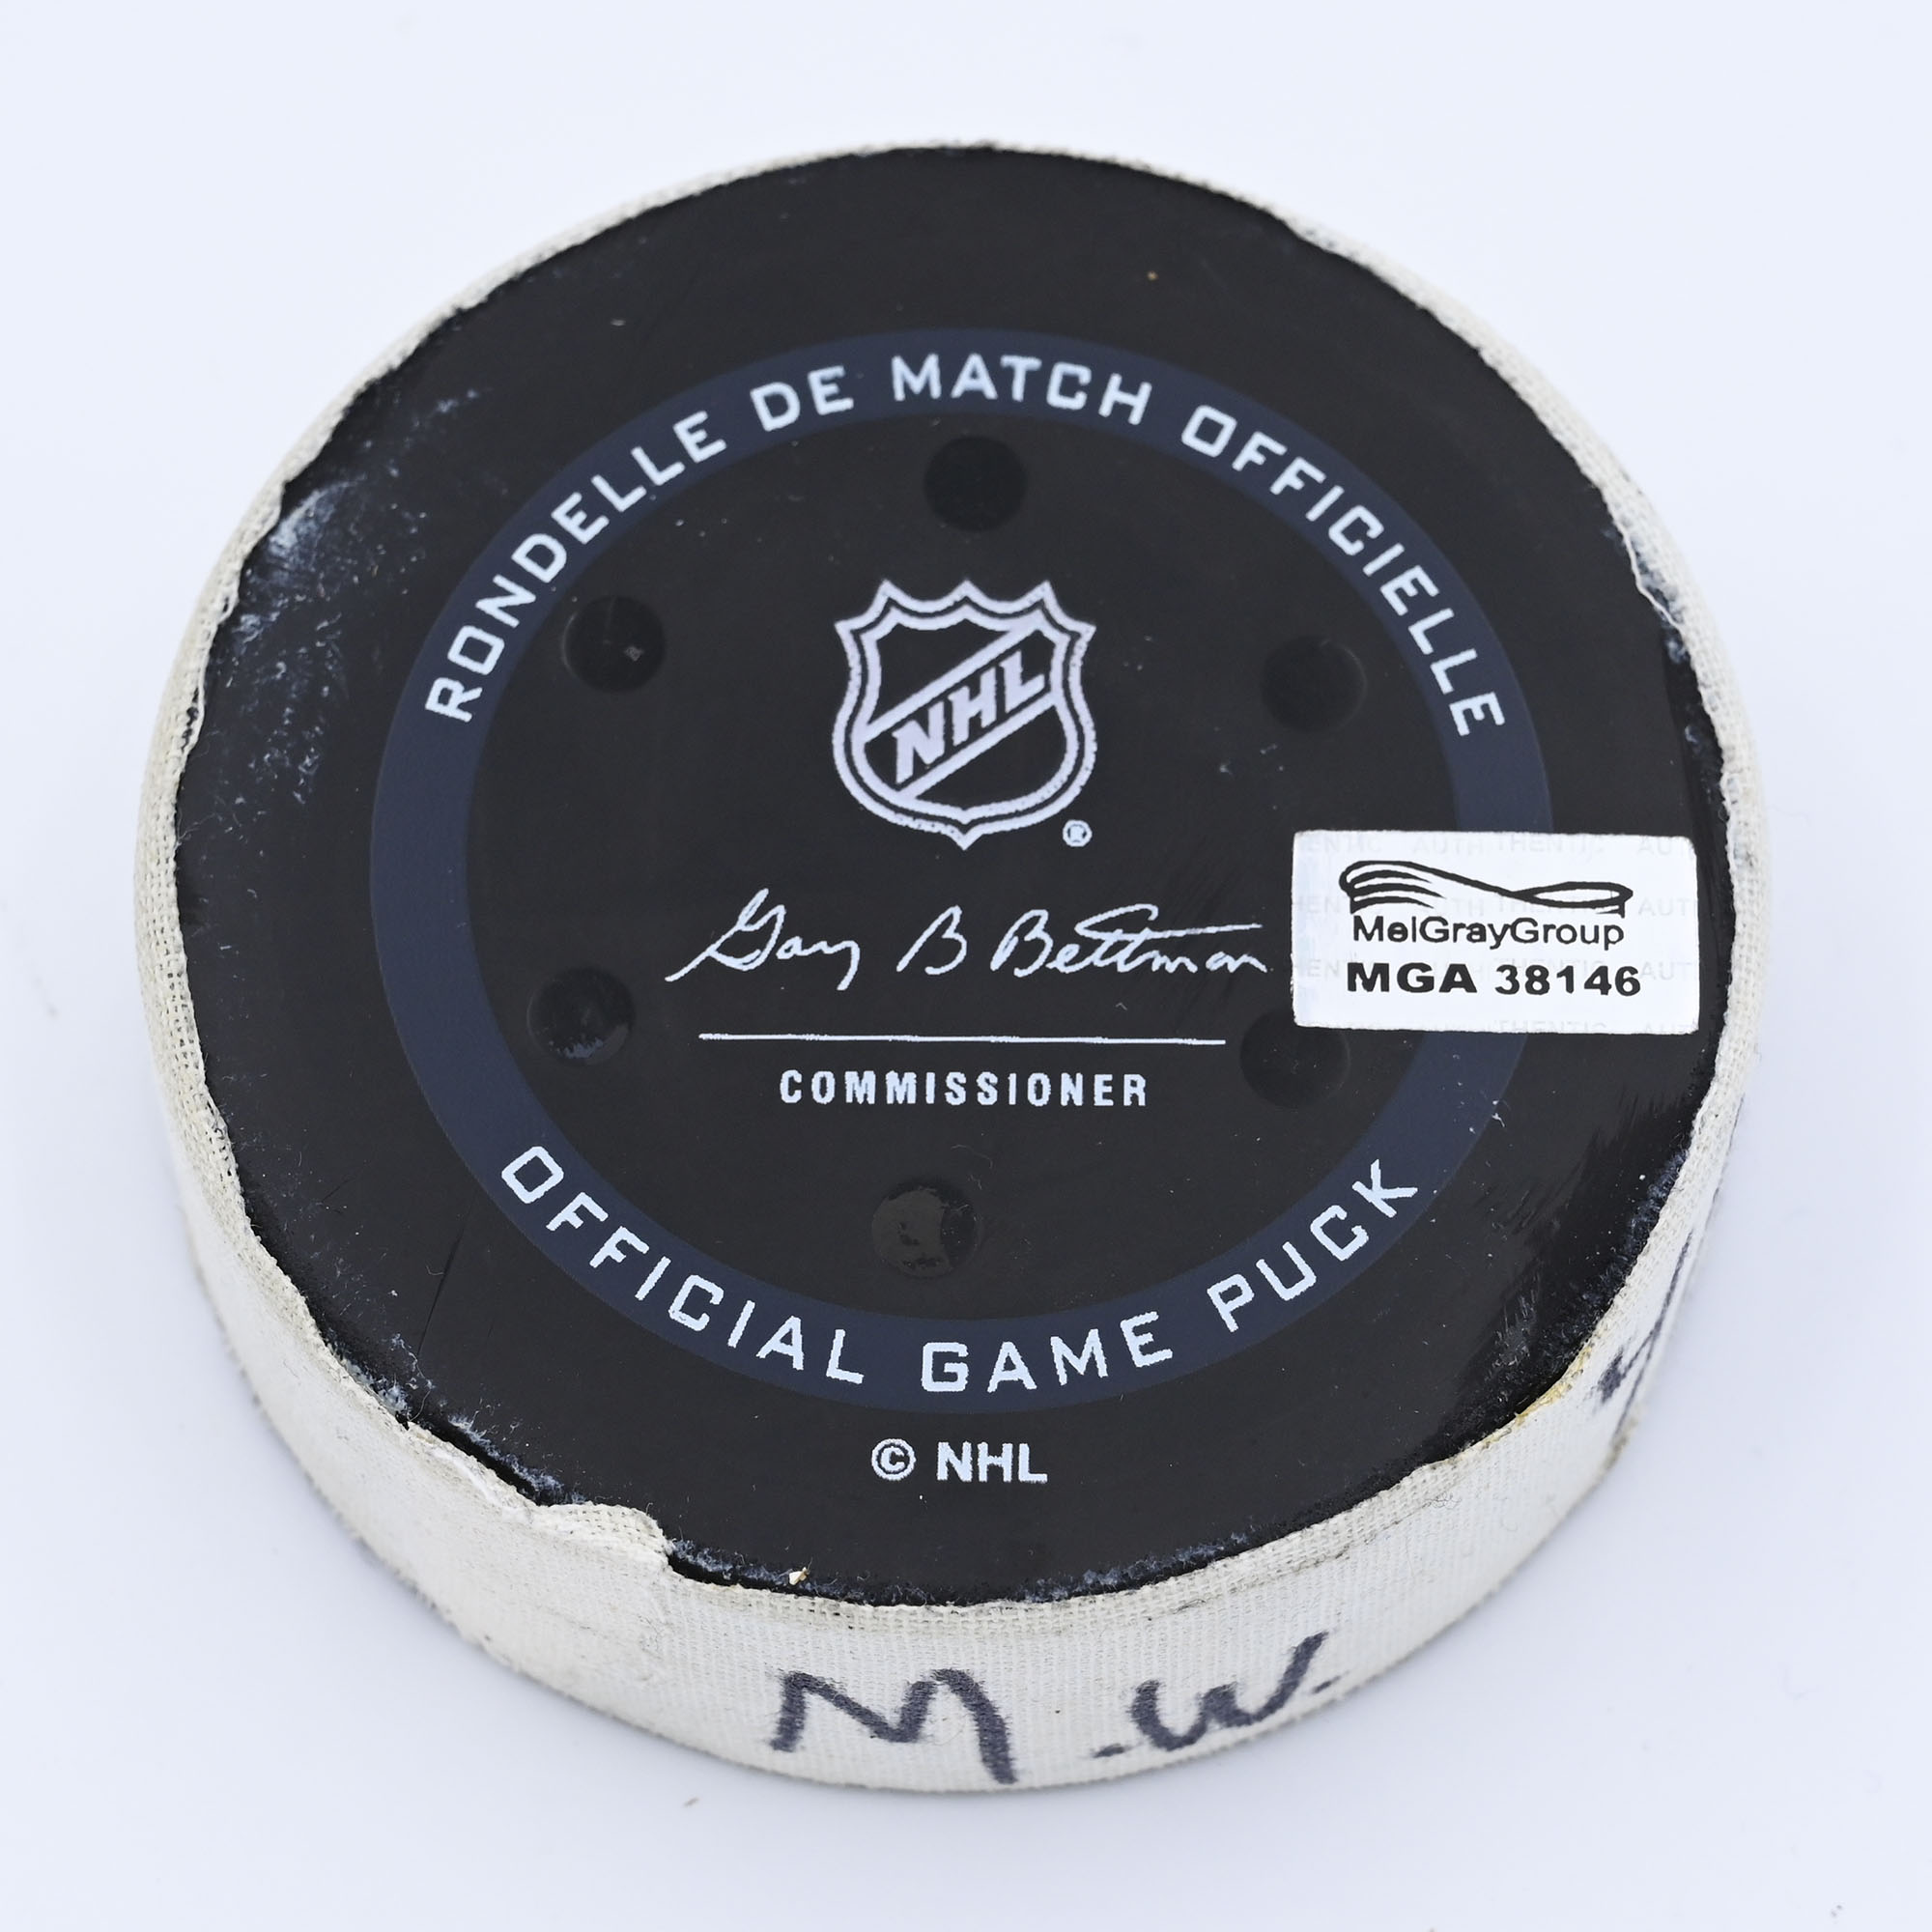 RONDELLE DE MATCH OFFICIELLE
NHL
®
Gary B Bettman
COMMISSIONER
MelGrayGroup
MGA 38146
OFFICIAL GAME PUCK
© NHL
M.W.